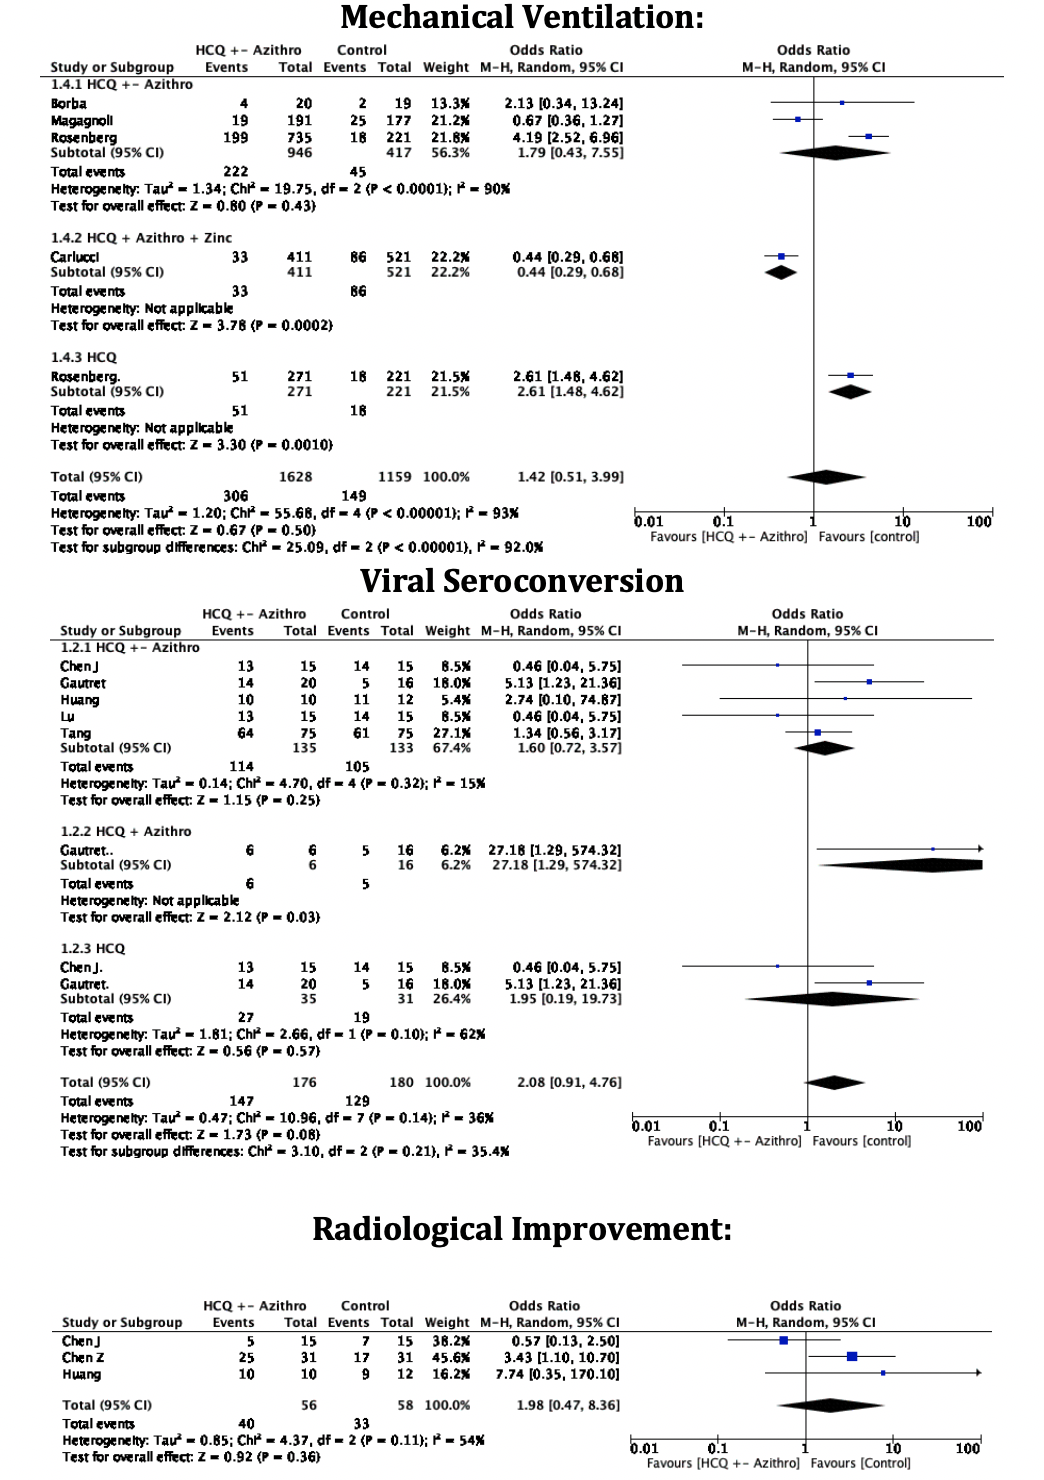 Mechanical Ventilation:
HCQ +- Azithro Control Odds Ratio Odds Ratio
Study or Subgroup Events Total Events Total Weight M-H, Random, 95% CI M-H, Random, 95% CI
1.4.1 HCQ +- Azithro
Borba 4 20 2 19 13.3% 2.13 [0.34, 13.24]
Magagnoli 19 191 25 177 21.2% 0.67 [0.36, 1.27]
Rosenberg 199 735 18 221 21.8% 4.19 [2.52, 6.96]
Subtotal (95% CI) 946 417 56.3% 1.79 [0.43, 7.55]
Total events 222 45
Heterogeneity: Tau² = 1.34; Chi² = 19.75, df = 2 (P < 0.0001); I² = 90%
Test for overall effect: Z = 0.80 (P = 0.43)
1.4.2 HCQ + Azithro + Zinc
Carlucci 33 411 86 521 22.2% 0.44 [0.29, 0.68]
Subtotal (95% CI) 411 521 22.2% 0.44 [0.29, 0.68]
Total events 33 86
Heterogeneity: Not applicable
Test for overall effect: Z = 3.78 (P = 0.0002)
1.4.3 HCQ
Rosenberg. 51 271 18 221 21.5% 2.61 [1.48, 4.62]
Subtotal (95% CI) 271 221 21.5% 2.61 [1.48, 4.62]
Total events 51 18
Heterogeneity: Not applicable
Test for overall effect: Z = 3.30 (P = 0.0010)
Total (95% CI) 1628 1159 100.0% 1.42 [0.51, 3.99]
Total events 306 149
Heterogeneity: Tau² = 1.20; Chi² = 55.68, df = 4 (P < 0.00001); I² = 93%
Test for overall effect: Z = 0.67 (P = 0.50)
Test for subgroup differences: Chi² = 25.09, df = 2 (P < 0.00001), I² = 92.0%
0.01 0.1 1 10 100
Favours [HCQ +- Azithro] Favours [control]
Viral Seroconversion
HCQ +- Azithro Control Odds Ratio Odds Ratio
Study or Subgroup Events Total Events Total Weight M-H, Random, 95% CI M-H, Random, 95% CI
1.2.1 HCQ +- Azithro
Chen J 13 15 14 15 8.5% 0.46 [0.04, 5.75]
Gautret 14 20 5 16 18.0% 5.13 [1.23, 21.36]
Huang 10 10 11 12 5.4% 2.74 [0.10, 74.87]
Lu 13 15 14 15 8.5% 0.46 [0.04, 5.75]
Tang 64 75 61 75 27.1% 1.34 [0.56, 3.17]
Subtotal (95% CI) 135 133 67.4% 1.60 [0.72, 3.57]
Total events 114 105
Heterogeneity: Tau² = 0.14; Chi² = 4.70, df = 4 (P = 0.32); I² = 15%
Test for overall effect: Z = 1.15 (P = 0.25)
1.2.2 HCQ + Azithro
Gautret.. 6 6 5 16 6.2% 27.18 [1.29, 574.32]
Subtotal (95% CI) 6 16 6.2% 27.18 [1.29, 574.32]
Total events 6 5
Heterogeneity: Not applicable
Test for overall effect: Z = 2.12 (P = 0.03)
1.2.3 HCQ
Chen J. 13 15 14 15 8.5% 0.46 [0.04, 5.75]
Gautret. 14 20 5 16 18.0% 5.13 [1.23, 21.36]
Subtotal (95% CI) 35 31 26.4% 1.95 [0.19, 19.73]
Total events 27 19
Heterogeneity: Tau² = 1.81; Chi² = 2.66, df = 1 (P = 0.10); I² = 62%
Test for overall effect: Z = 0.56 (P = 0.57)
Total (95% CI) 176 180 100.0% 2.08 [0.91, 4.76]
Total events 147 129
Heterogeneity: Tau² = 0.47; Chi² = 10.96, df = 7 (P = 0.14); I² = 36%
Test for overall effect: Z = 1.73 (P = 0.08)
Test for subgroup differences: Chi² = 3.10, df = 2 (P = 0.21), I² = 35.4%
0.01 0.1 1 10 100
Favours [HCQ +- Azithro] Favours [control]
Radiological Improvement:
HCQ +- Azithro Control Odds Ratio Odds Ratio
Study or Subgroup Events Total Events Total Weight M-H, Random, 95% CI M-H, Random, 95% CI
Chen J 5 15 7 15 38.2% 0.57 [0.13, 2.50]
Chen Z 25 31 17 31 45.6% 3.43 [1.10, 10.70]
Huang 10 10 9 12 16.2% 7.74 [0.35, 170.10]
Total (95% CI) 56 58 100.0% 1.98 [0.47, 8.36]
Total events 40 33
Heterogeneity: Tau² = 0.85; Chi² = 4.37, df = 2 (P = 0.11); I² = 54%
Test for overall effect: Z = 0.92 (P = 0.36)
0.01 0.1 1 10 100
Favours [HCQ +- Azithro] Favours [Control]